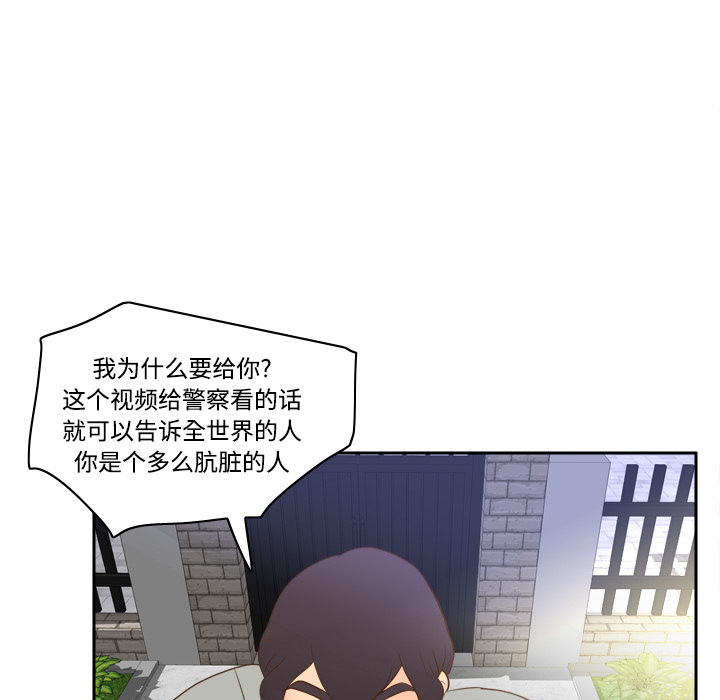 我为什么要给你?
这个视频给警察看的话
就可以告诉全世界的人
你是个多么肮脏的人